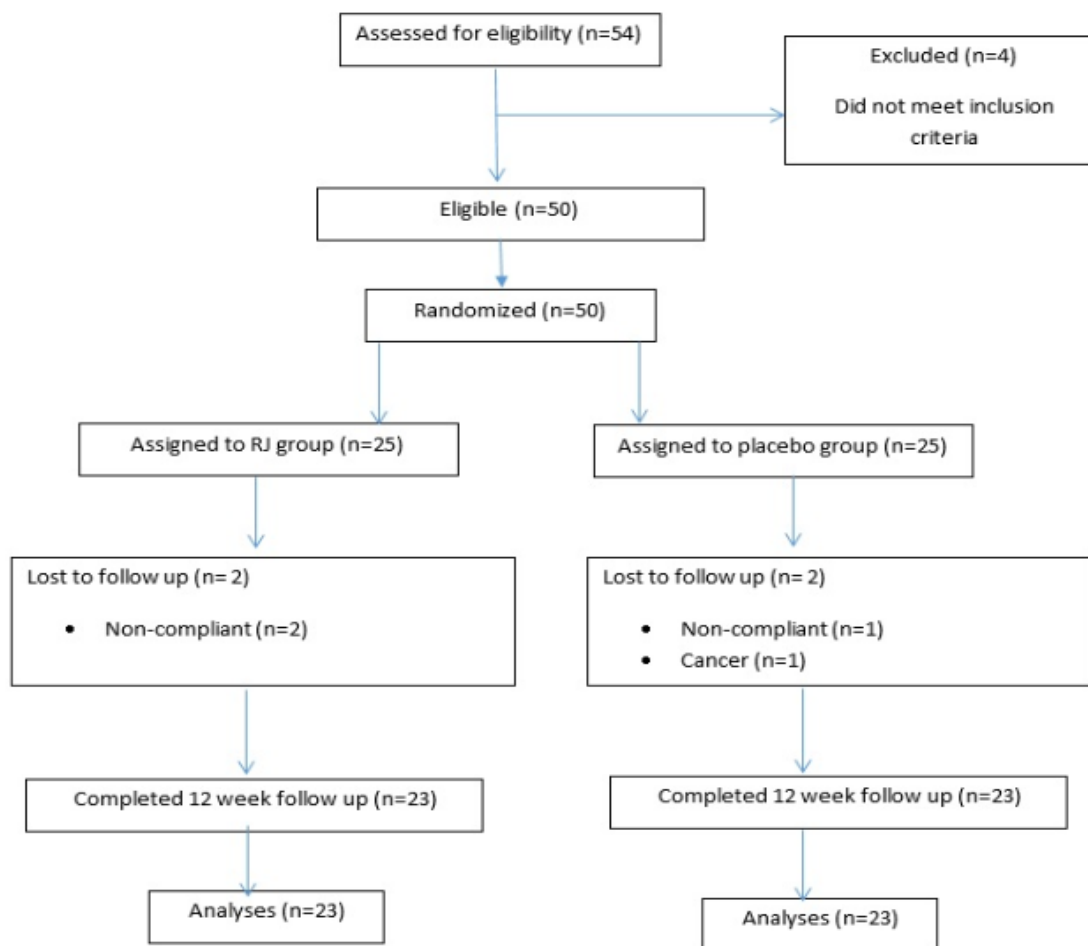 Assessed for eligibility (n=54)
Excluded (n=4)
Did not meet inclusion
criteria
Eligible (n=50)
Randomized (n=50)
Assigned to RJ group (n=25)
Assigned to placebo group (n=25)
Lost to follow up (n= 2)
• Non-compliant (n=2)
Lost to follow up (n= 2)
• Non-compliant (n=1)
• Cancer (n=1)
Completed 12 week follow up (n=23)
Completed 12 week follow up (n=23)
Analyses (n=23)
Analyses (n=23)